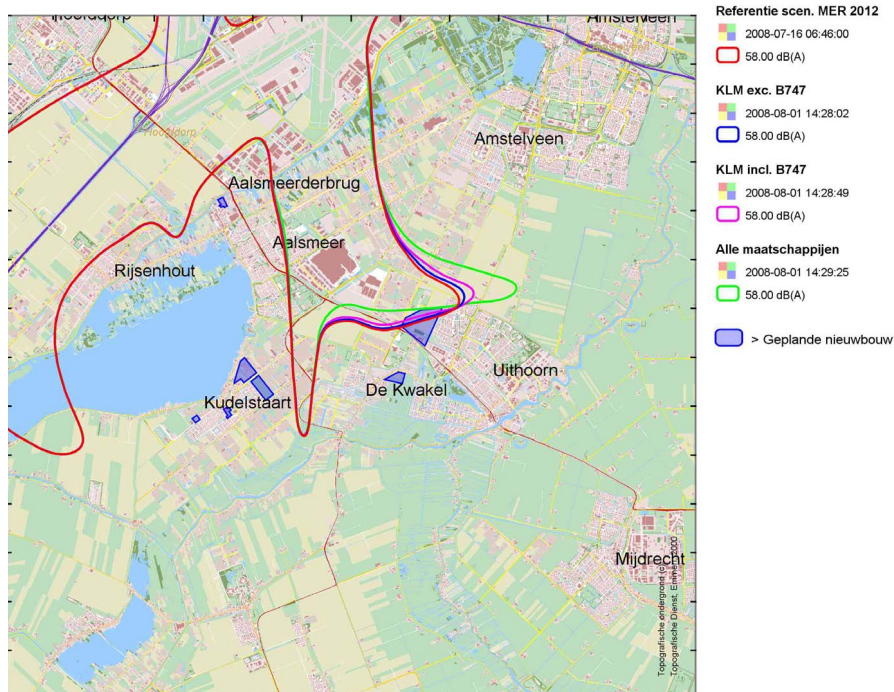 Amstelveen
Amstelveen
Aalsmeerderbrug
Aalsmeer
Rijsenhout
Uithoorn
De Kwakel
Kudelstaart
Mijdrecht
Topografische ondergrond (c)
Referentie scen. MER 2012
2008-07-16 06:46:00
58.00 dB(A)
KLM exc. B747
2008-08-01 14:28:02
58.00 dB(A)
KLM incl. B747
2008-08-01 14:28:49
58.00 dB(A)
Alle maatschappijen
2008-08-01 14:29:25
58.00 dB(A)
> Geplande nieuwbouw